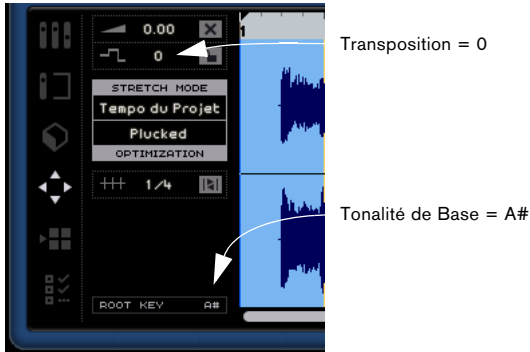 0.00
1
0
Transposition = 0
STRETCH MODE
Tempo du Projet
Plucked
OPTIMIZATION
1/4
Tonalité de Base = A#
ROOT KEY A#